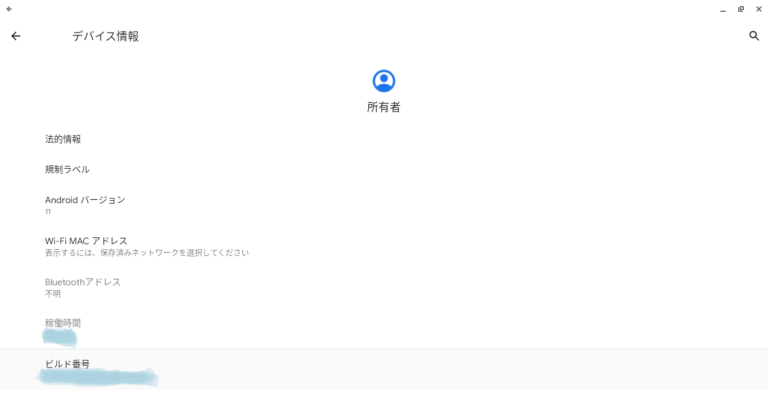 デバイス情報
所有者
法的情報
規制ラベル
Android バージョン
11
Wi-Fi MAC アドレス
表示するには、保存済みネットワークを選択してください
Bluetoothアドレス
不明
稼働時間
ビルド番号